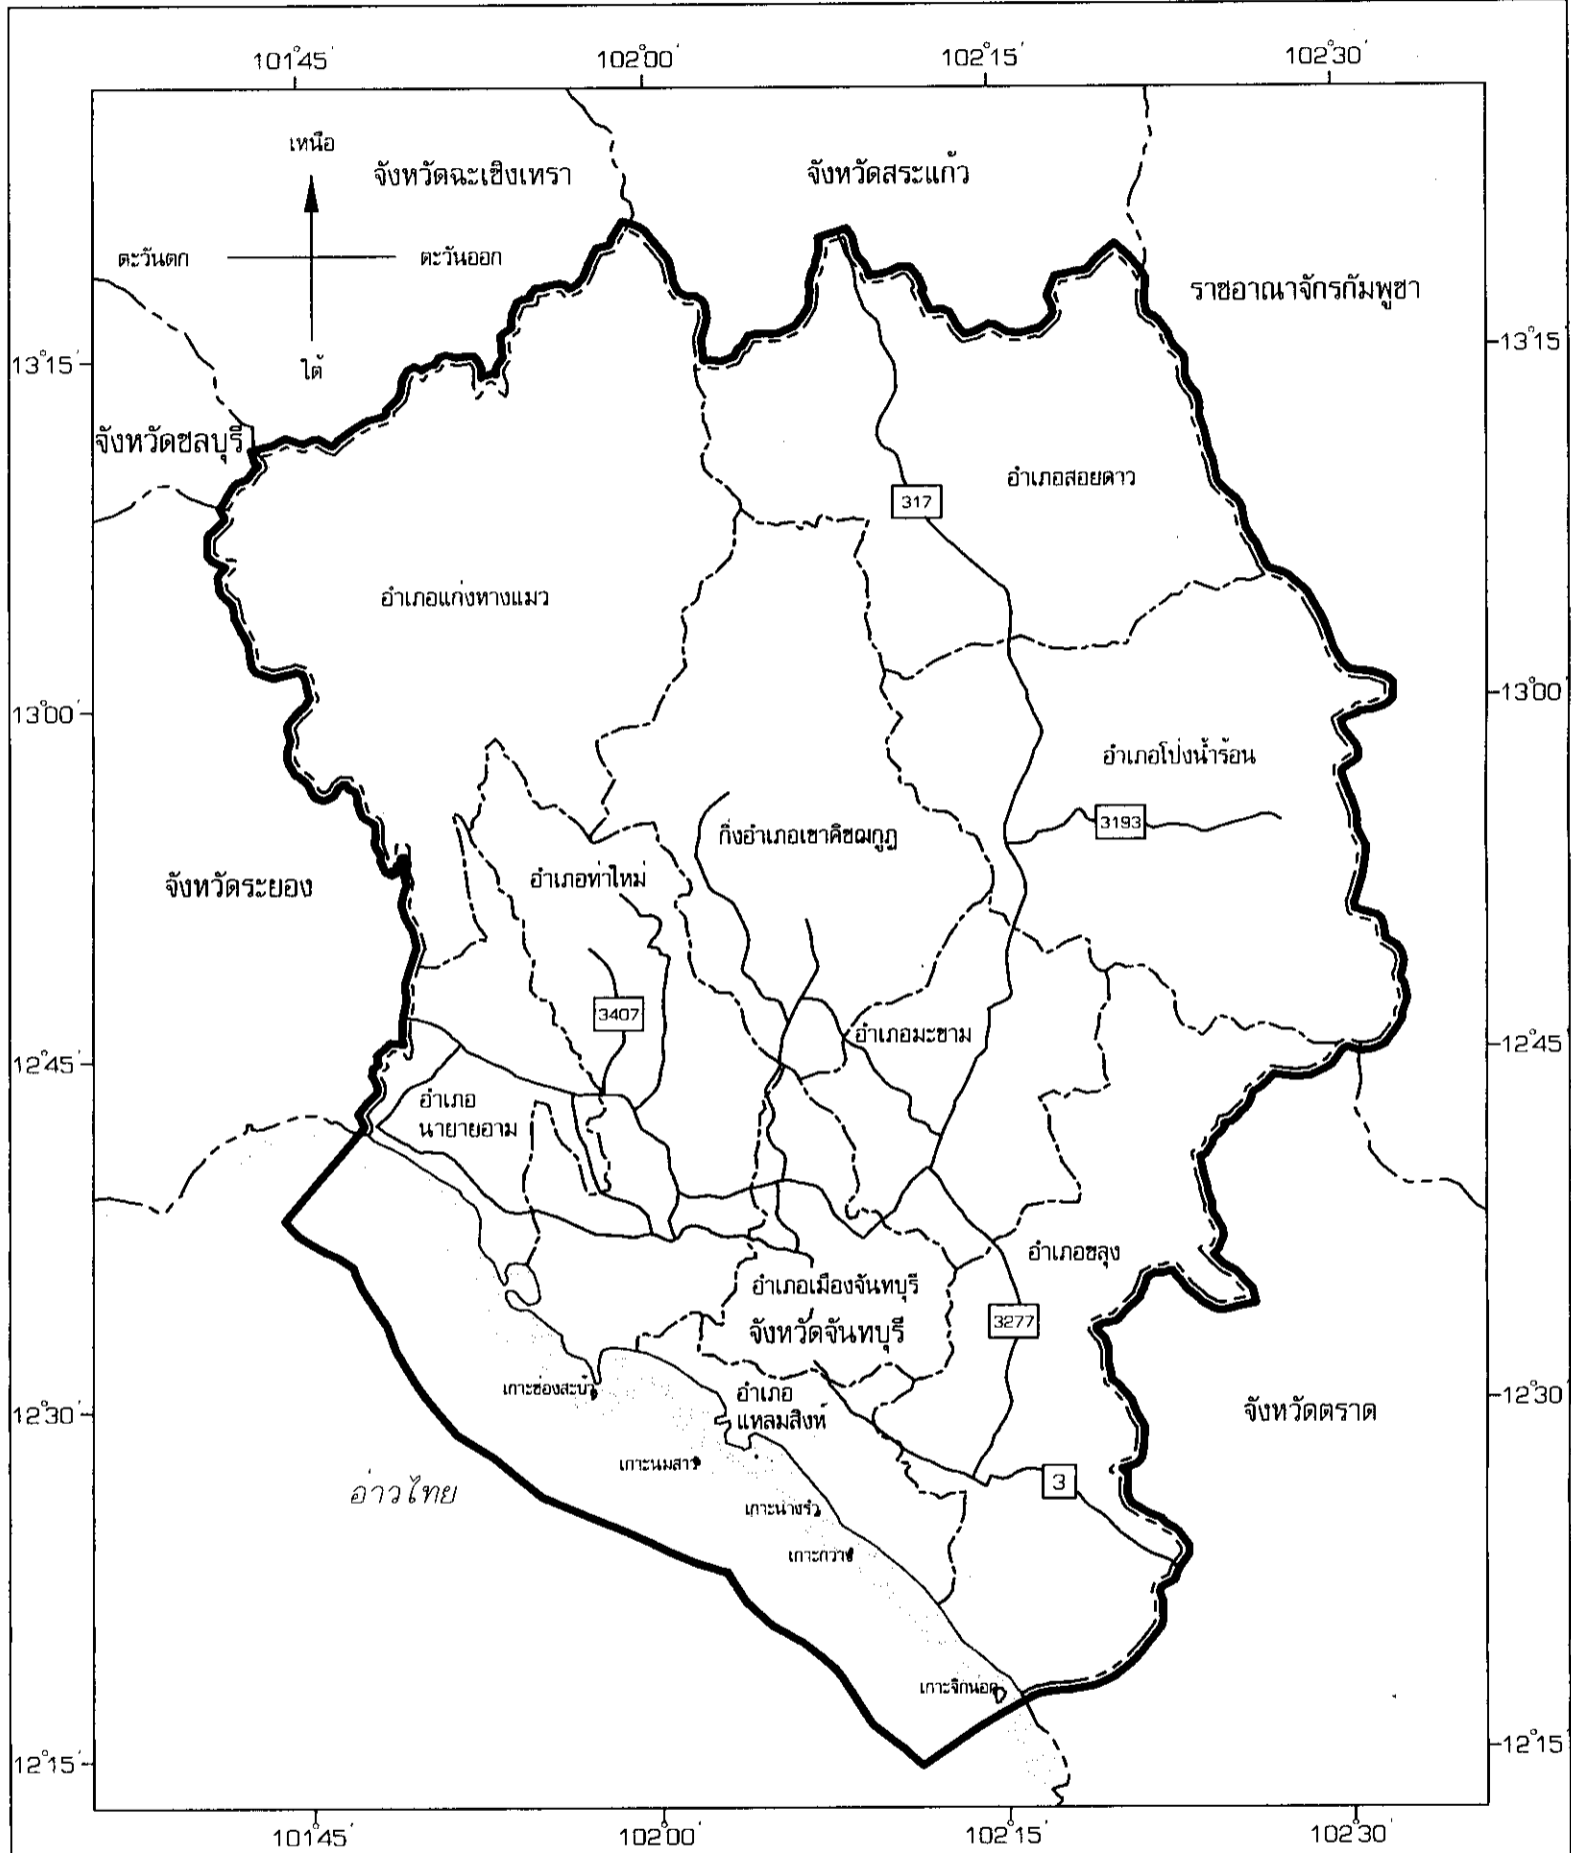 101°45′
102°00′
102°15′
102°30′
เหนือ
จังหวัดฉะเชิงเทรา
จังหวัดสระแก้ว
ตะวันตก
ตะวันออก
ราชอาณาจักรกัมพูชา
13°15′
13°15′
ใต้
จังหวัดชลบุรี
อำเภอสอยดาว
317
อำเภอแก่งหางแมว
13°00′
13°00′
อำเภอโป่งน้ำร้อน
3193
กิ่งอำเภอเขาคิชฌกูฏ
อำเภอท่าใหม่
จังหวัดระยอง
3407
อำเภอมะขาม
12°45′
12°45′
อำเภอ
นายายอาม
อำเภอขลุง
อำเภอเมืองจันทบุรี
จังหวัดจันทบุรี
3277
เกาะช่องสะบ้า
อำเภอ
แหลมสิงห์
12°30′
12°30′
จังหวัดตราด
เกาะนมสาว
3
อ่าวไทย
เกาะนางรำ
เกาะกวาง
เกาะจิกนอก
12°15′
12°15′
101°45′
102°00′
102°15′
102°30′